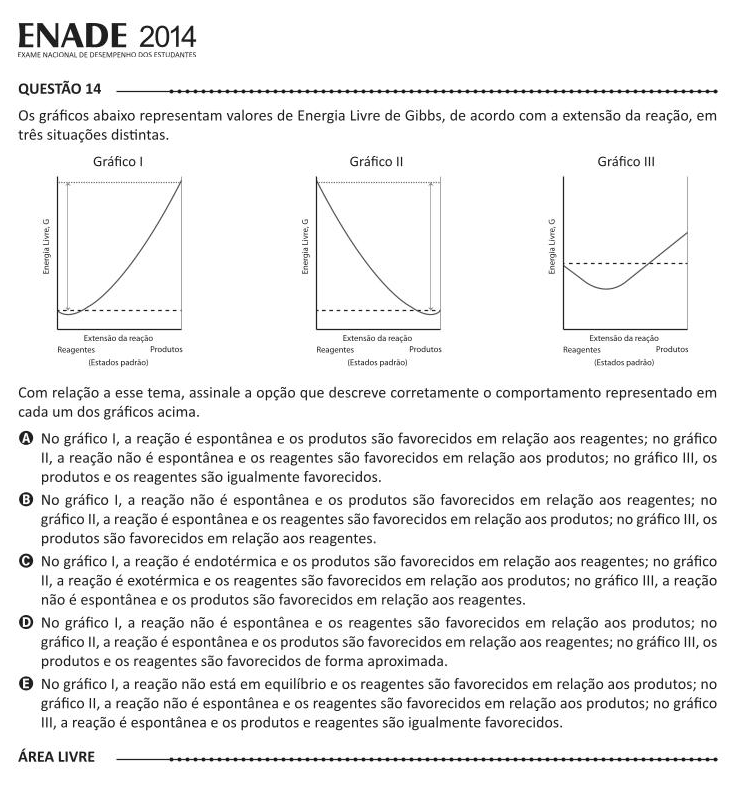 ENADE 2014
EXAME NACIONAL DE DESEMPENHO DOS ESTUDANTES
QUESTÃO 14
Os gráficos abaixo representam valores de Energia Livre de Gibbs, de acordo com a extensão da reação, em
três situações distintas.
Gráfico I
Energia Livre, G
Extensão da reação
Reagentes Produtos
(Estados padrão)
Gráfico II
Energia Livre, G
Extensão da reação
Reagentes Produtos
(Estados padrão)
Gráfico III
Energia Livre, G
Extensão da reação
Reagentes Produtos
(Estados padrão)
Com relação a esse tema, assinale a opção que descreve corretamente o comportamento representado em
cada um dos gráficos acima.
A No gráfico I, a reação é espontânea e os produtos são favorecidos em relação aos reagentes; no gráfico
II, a reação não é espontânea e os reagentes são favorecidos em relação aos produtos; no gráfico III, os
produtos e os reagentes são igualmente favorecidos.
B No gráfico I, a reação não é espontânea e os produtos são favorecidos em relação aos reagentes; no
gráfico II, a reação é espontânea e os reagentes são favorecidos em relação aos produtos; no gráfico III, os
produtos são favorecidos em relação aos reagentes.
C No gráfico I, a reação é endotérmica e os produtos são favorecidos em relação aos reagentes; no gráfico
II, a reação é exotérmica e os reagentes são favorecidos em relação aos produtos; no gráfico III, a reação
não é espontânea e os produtos são favorecidos em relação aos reagentes.
D No gráfico I, a reação não é espontânea e os reagentes são favorecidos em relação aos produtos; no
gráfico II, a reação é espontânea e os produtos são favorecidos em relação aos reagentes; no gráfico III, os
produtos e os reagentes são favorecidos de forma aproximada.
E No gráfico I, a reação não está em equilíbrio e os reagentes são favorecidos em relação aos produtos; no
gráfico II, a reação não é espontânea e os reagentes são favorecidos em relação aos produtos; no gráfico
III, a reação é espontânea e os produtos e reagentes são igualmente favorecidos.
ÁREA LIVRE